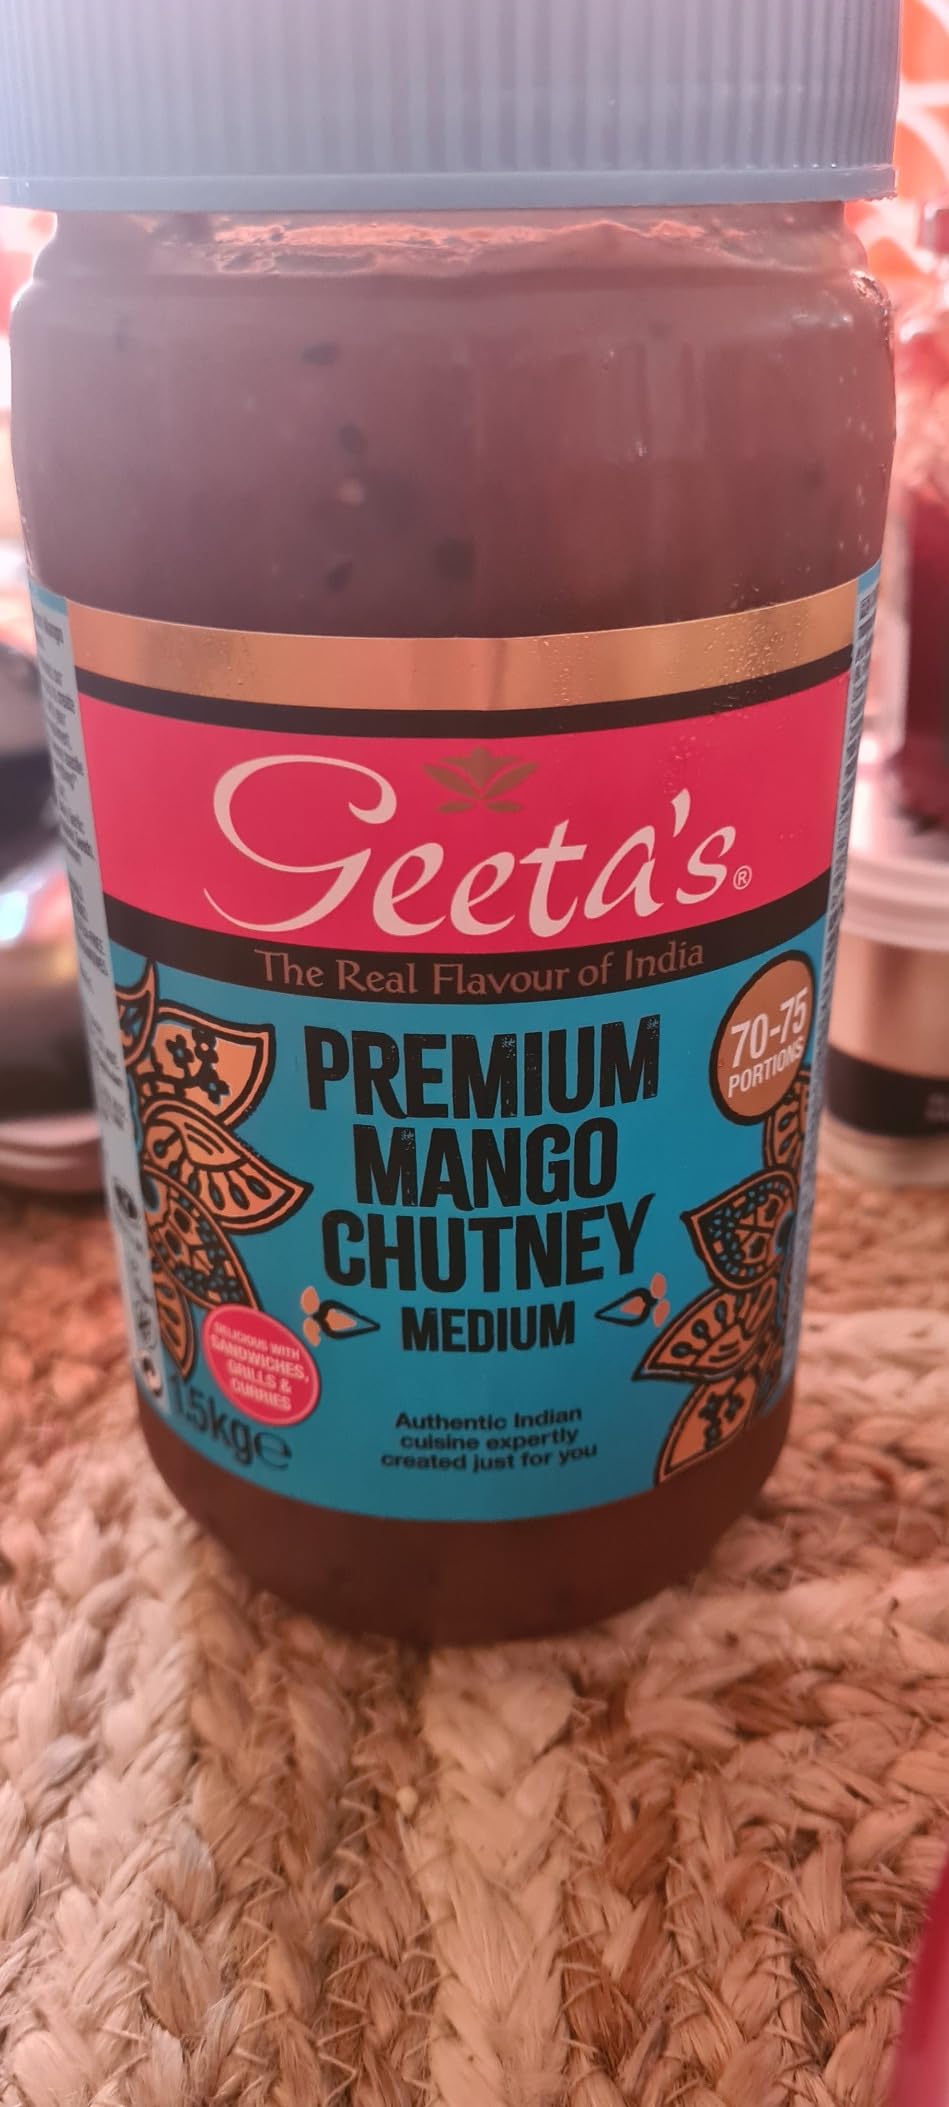 Geeta's®
The Real Flavour of India
PREMIUM
MANGO
CHUTNEY
MEDIUM
70-75
PORTIONS
DELICIOUS WITH
SANDWICHES,
GRILLS &
CURRIES
1.5kg℮
Authentic Indian
cuisine expertly
created just for you